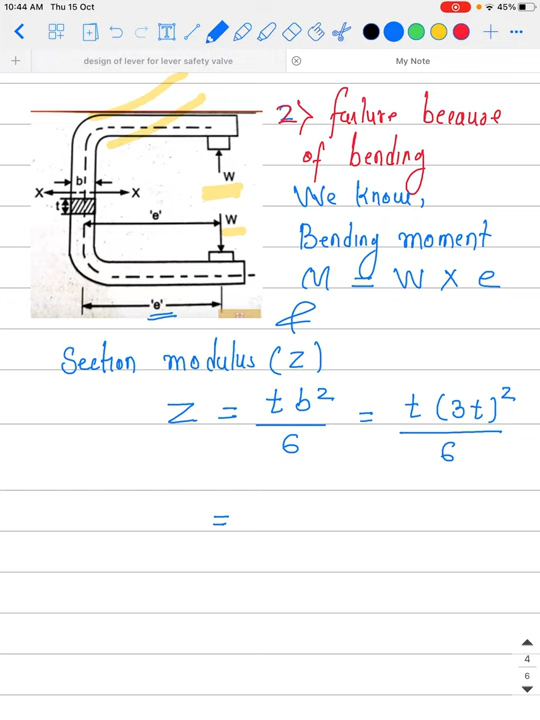 10:44 AM Thu 15 Oct
45%
design of lever for lever safety valve
My Note
2> failure because
of bending
We know,
Bending moment
M = W x e
&
b
X X
t
W
'e'
W
'e'
Section modulus (Z)
Z = t b² / 6 = t (3t)² / 6
=
4
6